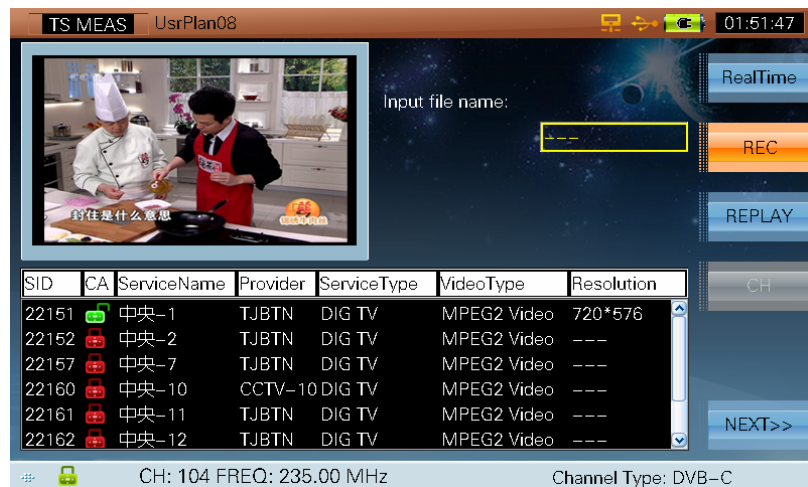 TS MEAS UsrPlan08 01:51:47
RealTime
Input file name:
---
REC
封住是什么意思
REPLAY
SID CA ServiceName Provider ServiceType VideoType Resolution
CH
22151 中央-1 TJBTN DIG TV MPEG2 Video 720*576
22152 中央-2 TJBTN DIG TV MPEG2 Video ---
22157 中央-7 TJBTN DIG TV MPEG2 Video ---
22160 中央-10 CCTV-10 DIG TV MPEG2 Video ---
22161 中央-11 TJBTN DIG TV MPEG2 Video ---
22162 中央-12 TJBTN DIG TV MPEG2 Video ---
NEXT>>
CH: 104 FREQ: 235.00 MHz Channel Type: DVB-C